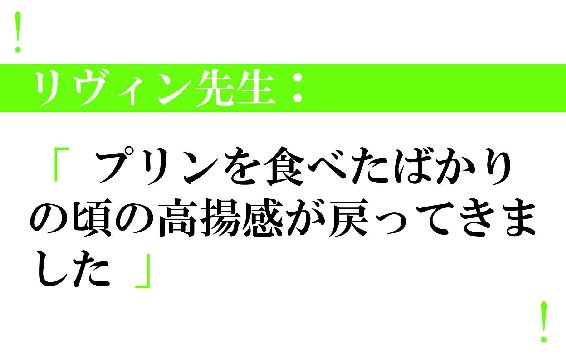 !
リヴィン先生：
「 プリンを食べたばかり
の頃の高揚感が戻ってきま
した 」
!